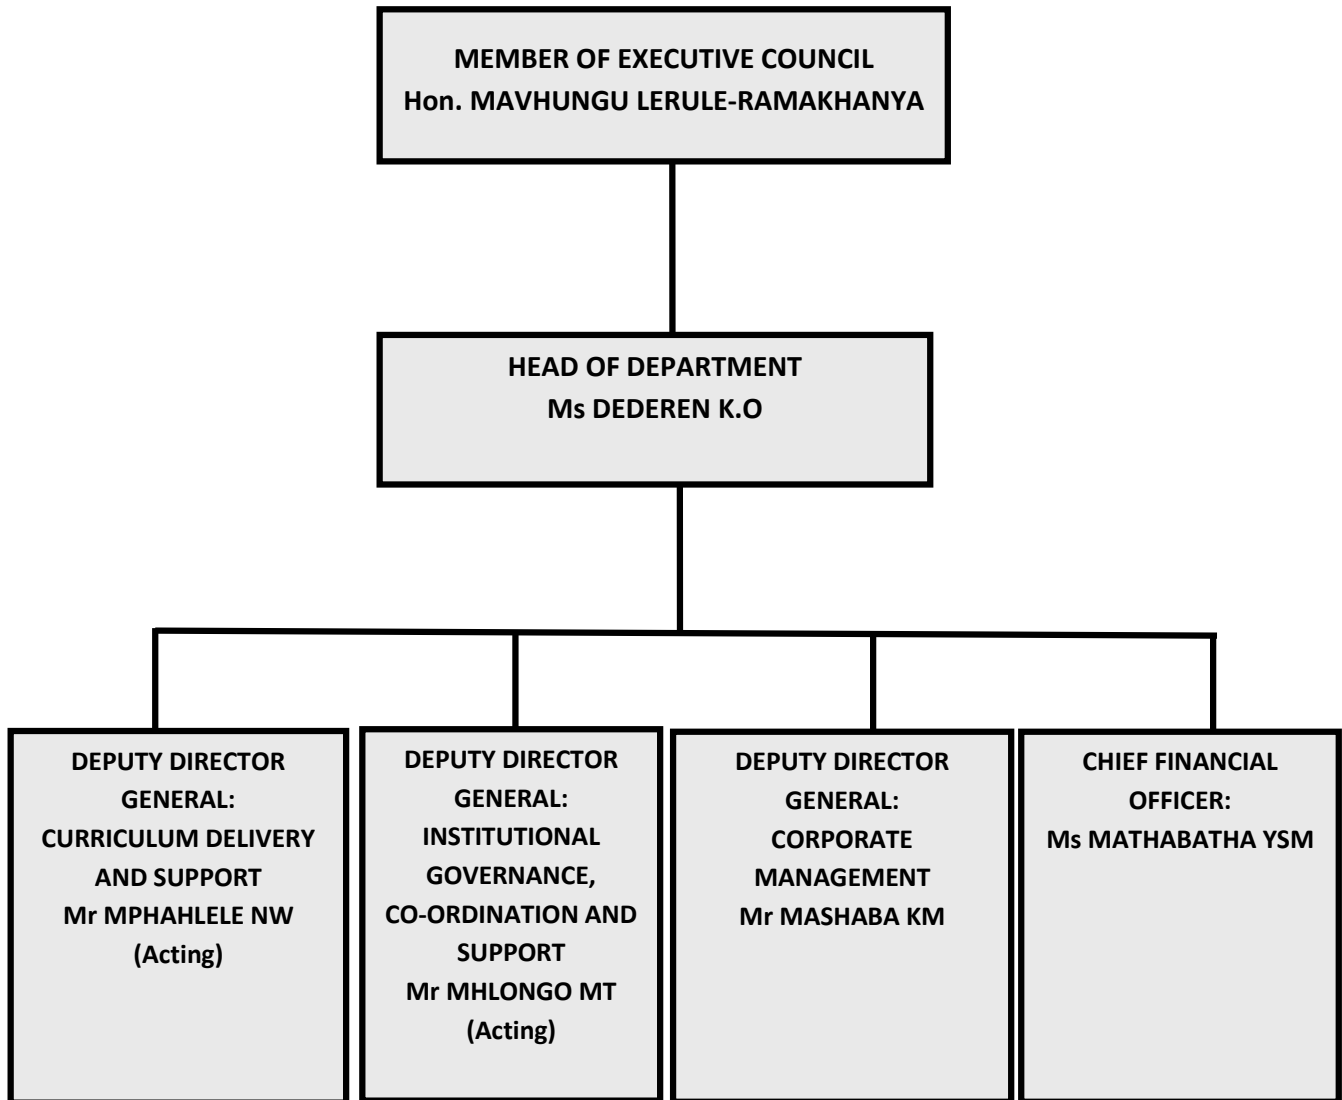 MEMBER OF EXECUTIVE COUNCIL
Hon. MAVHUNGU LERULE-RAMAKHANYA
HEAD OF DEPARTMENT
Ms DEDEREN K.O
DEPUTY DIRECTOR
GENERAL:
CURRICULUM DELIVERY
AND SUPPORT
Mr MPHAHLELE NW
(Acting)
DEPUTY DIRECTOR
GENERAL:
INSTITUTIONAL
GOVERNANCE,
CO-ORDINATION AND
SUPPORT
Mr MHLONGO MT
(Acting)
DEPUTY DIRECTOR
GENERAL:
CORPORATE
MANAGEMENT
Mr MASHABA KM
CHIEF FINANCIAL
OFFICER:
Ms MATHABATHA YSM